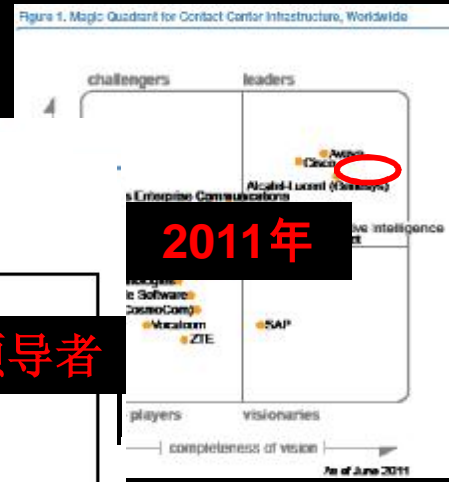 Figure 1. Magic Quadrant for Contact Center Infrastructure, Worldwide
challengers
leaders
Avaya
Cisco
Alcatel-Lucent (Genesys)
s Enterprise Communications
2011年
ive Intelligence
ct
nologies
e Software
CosmoCom)
Vocalcom
SAP
ZTE
导者
players
visionaries
completeness of vision
As of June 2011